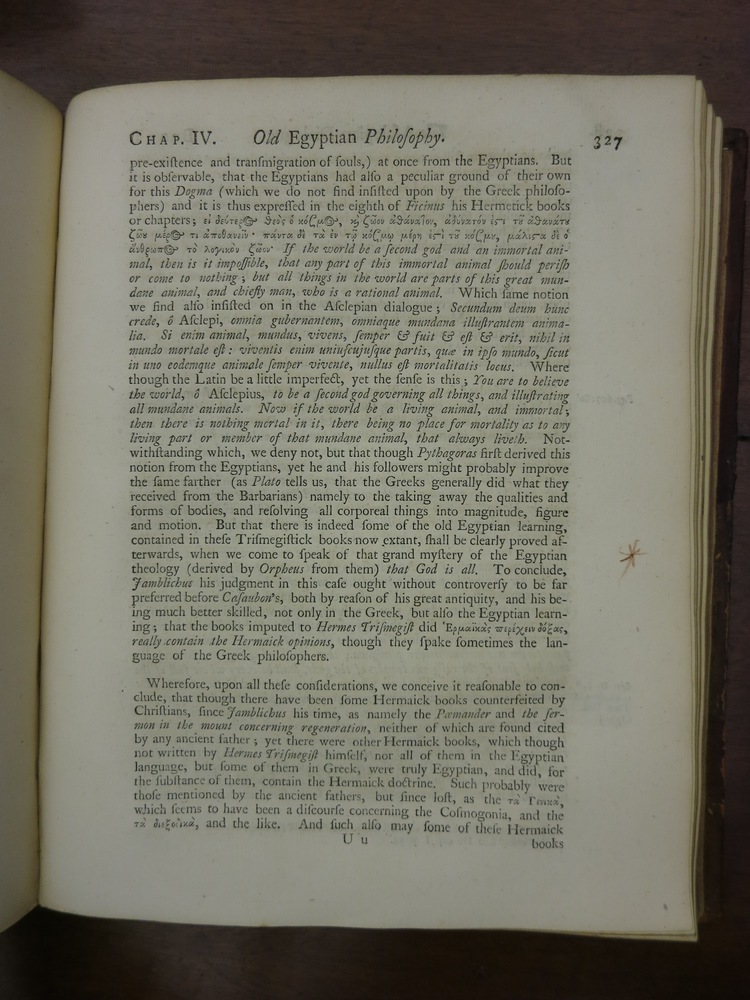 CHAP. IV. Old Egyptian Philoſophy. 327
pre-exiſtence and tranſmigration of ſouls,) at once from the Egyptians. But
it is obſervable, that the Egyptians had alſo a peculiar ground of their own
for this Dogma (which we do not find inſiſted upon by the Greek philoſo-
phers) and it is thus expreſſed in the eighth of Ficinus his Hermetick books
or chapters; εἰ δεύτερος θεὸς ὁ κόσμος, κ̀ ζῶον ἀθάνατον, ἀδύνατόν ἐςι τοῦ ἀθανάτου
ζώου μέρος τι ἀποθανεῖν· πάντα δὲ τὰ ἐν τῷ κόσμῳ μέρη ἐςὶ τοῦ κόσμου, μάλιςα δὲ ὁ
ἄνθρωπος τὸ λογικὸν ζῶον· If the world be a ſecond god and an immortal ani-
mal, then is it impoſſible, that any part of this immortal animal ſhould periſh
or come to nothing; but all things in the world are parts of this great mun-
dane animal, and chiefly man, who is a rational animal. Which ſame notion
we find alſo inſiſted on in the Aſclepian dialogue; Secundum deum hunc
crede, ô Aſclepi, omnia gubernantem, omniaque mundana illuſtrantem anima-
lia. Si enim animal, mundus, vivens, ſemper & fuit & eſt & erit, nihil in
mundo mortale eſt: viventis enim uniuſcujuſque partis, quæ in ipſo mundo, ſicut
in uno eodemque animale ſemper vivente, nullus eſt mortalitatis locus. Where
though the Latin be a little imperfect, yet the ſenſe is this; You are to believe
the world, ô Aſclepius, to be a ſecond god governing all things, and illuſtrating
all mundane animals. Now if the world be a living animal, and immortal;
then there is nothing mortal in it, there being no place for mortality as to any
living part or member of that mundane animal, that always liveth. Not-
withſtanding which, we deny not, but that though Pythagoras firſt derived this
notion from the Egyptians, yet he and his followers might probably improve
the ſame farther (as Plato tells us, that the Greeks generally did what they
received from the Barbarians) namely to the taking away the qualities and
forms of bodies, and reſolving all corporeal things into magnitude, figure
and motion. But that there is indeed ſome of the old Egyptian learning,
contained in theſe Triſmegiſtick books now extant, ſhall be clearly proved af-
terwards, when we come to ſpeak of that grand myſtery of the Egyptian
theology (derived by Orpheus from them) that God is all. To conclude,
Jamblichus his judgment in this caſe ought without controverſy to be far
preferred before Caſaubon's, both by reaſon of his great antiquity, and his be-
ing much better skilled, not only in the Greek, but alſo the Egyptian learn-
ing; that the books imputed to Hermes Triſmegiſt did Ἑρμαϊκὰς περιέχειν δόξας,
really contain the Hermaick opinions, though they ſpake ſometimes the lan-
guage of the Greek philoſophers.
Wherefore, upon all theſe conſiderations, we conceive it reaſonable to con-
clude, that though there have been ſome Hermaick books counterfeited by
Chriſtians, ſince Jamblichus his time, as namely the Pœmander and the ſer-
mon in the mount concerning regeneration, neither of which are found cited
by any ancient father; yet there were other Hermaick books, which though
not written by Hermes Triſmegiſt himſelf, nor all of them in the Egyptian
language, but ſome of them in Greek, were truly Egyptian, and did, for
the ſubſtance of them, contain the Hermaick doctrine. Such probably were
thoſe mentioned by the ancient fathers, but ſince loſt, as the τὰ Γενικὰ,
which ſeems to have been a diſcourſe concerning the Coſmogonia, and the
τὰ διεξοδικὰ, and the like. And ſuch alſo may ſome of theſe Hermaick
U u books